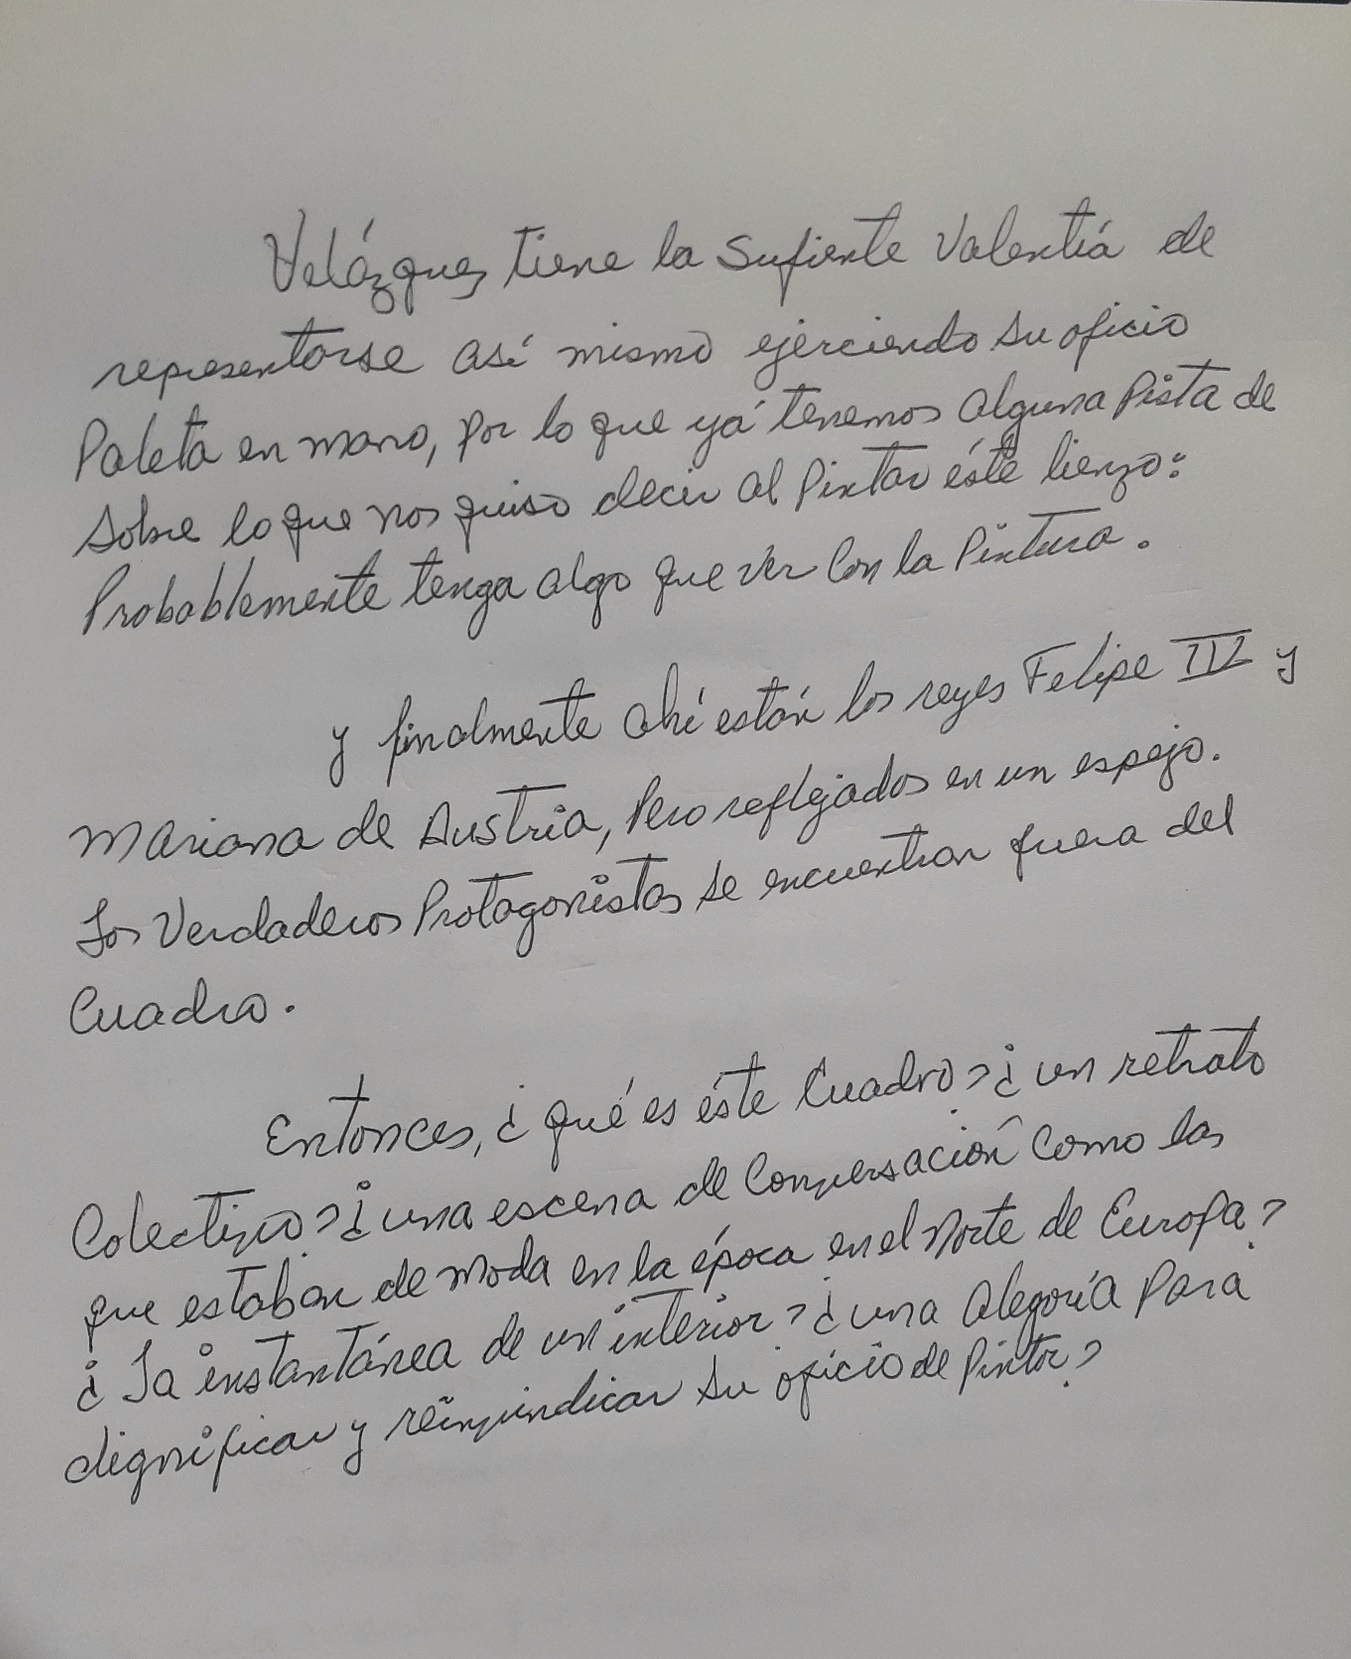 Velázquez tiene la Sufiente Valentiá de
representarse así mismo ejerciendo su oficio
Paleta en mano, por lo que yá tenemos alguna Pista de
Sobre lo que nos quiso decir al Pintar éste lienzo:
Probablemente tenga algo que ver Con la Pintura.
y finalmente ahí están los reyes Felipe IV y
Mariana de Austria, Pero reflejados en un espejo.
Los Verdaderos Protagonistas se encuentran fuera del
Cuadro.
Entonces, ¿qué es éste Cuadro? ¿un retrato
Colectivo? ¿una escena de Conversación Como las
que estaban de moda en la época en el Norte de Europa?
¿La instantánea de un interior? ¿una Alegoría Para
dignificar y reinvindicar su oficio de Pintor?